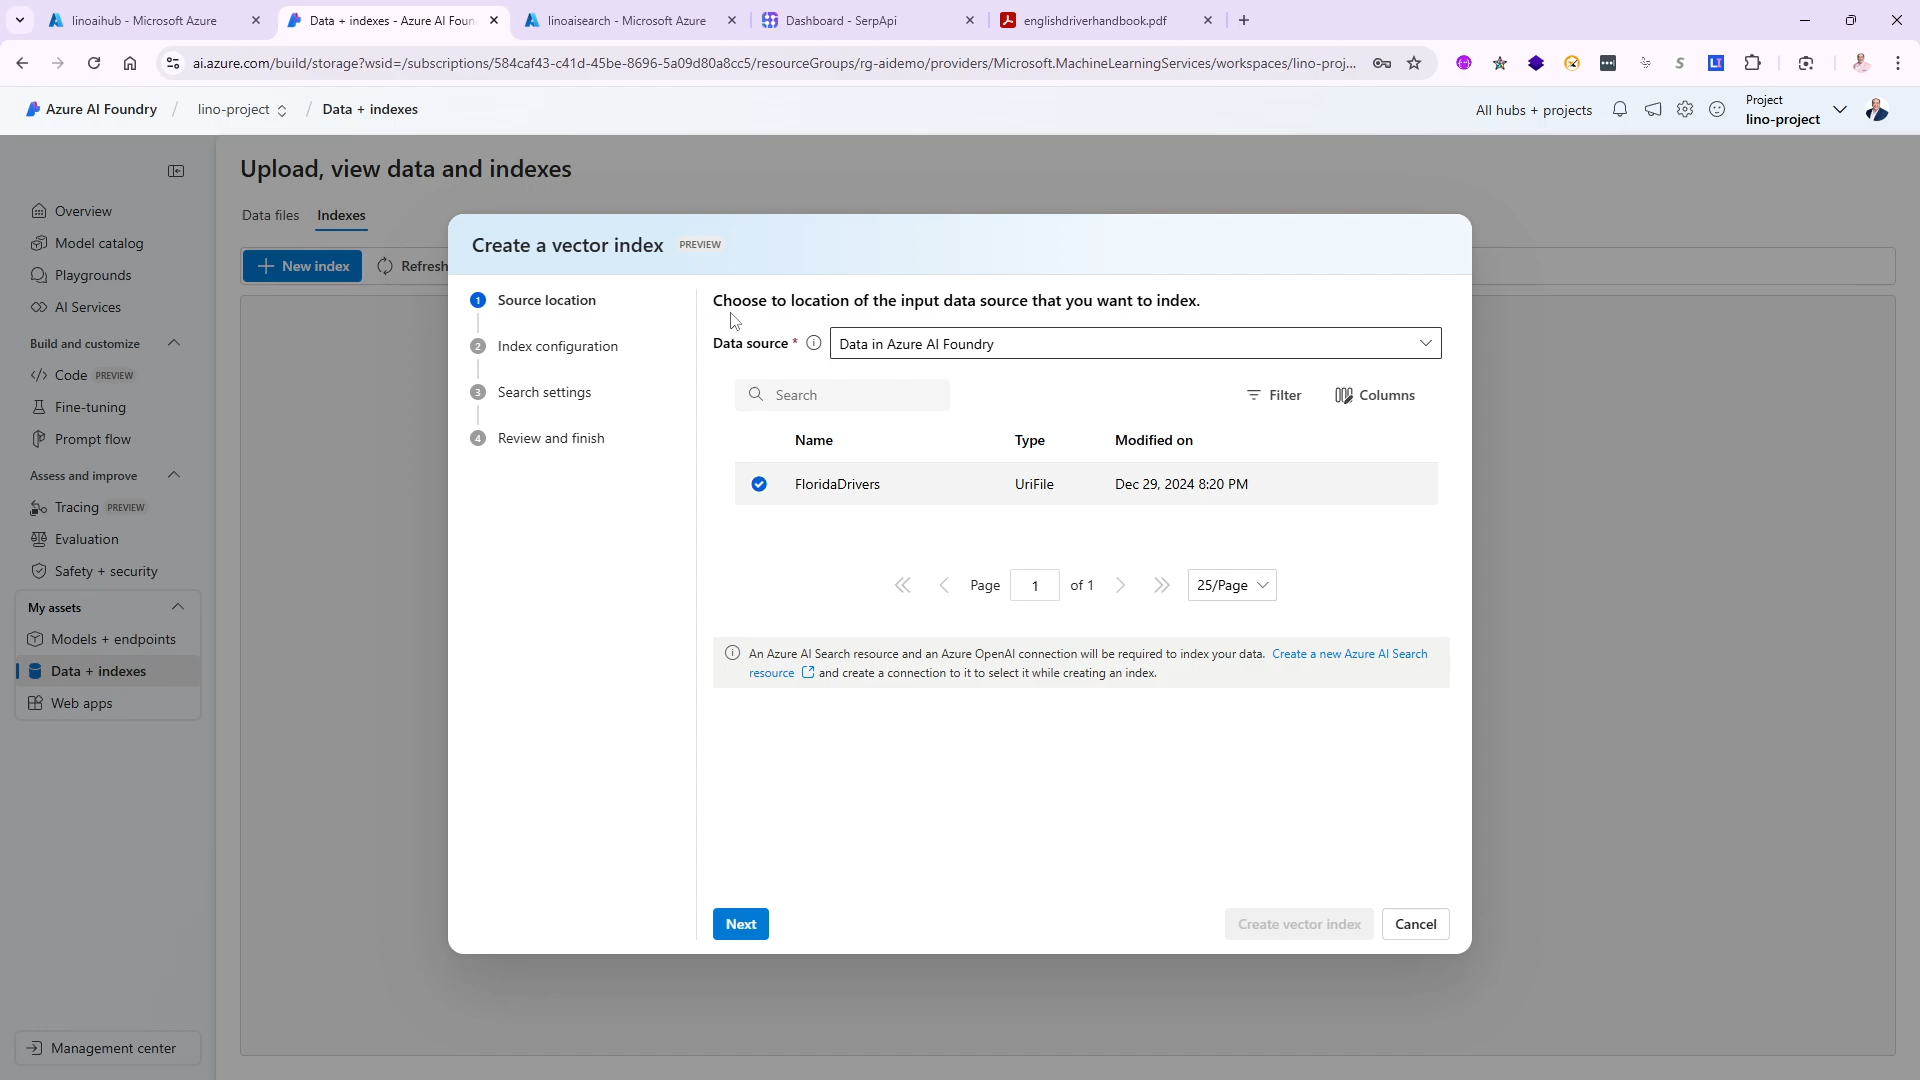 linoaihub - Microsoft Azure
Data + indexes - Azure AI Foun
linoaisearch - Microsoft Azure
Dashboard - SerpApi
englishdriverhandbook.pdf
ai.azure.com/build/storage?wsid=/subscriptions/584caf43-c41d-45be-8696-5a09d80a8cc5/resourceGroups/rg-aidemo/providers/Microsoft.MachineLearningServices/workspaces/lino-proj...
Azure AI Foundry / lino-project / Data + indexes
All hubs + projects
Project
lino-project
Upload, view data and indexes
Data files
Indexes
New index
Refresh
Overview
Model catalog
Playgrounds
AI Services
Build and customize
Code PREVIEW
Fine-tuning
Prompt flow
Assess and improve
Tracing PREVIEW
Evaluation
Safety + security
My assets
Models + endpoints
Data + indexes
Web apps
Management center
Create a vector index PREVIEW
1 Source location
2 Index configuration
3 Search settings
4 Review and finish
Choose to location of the input data source that you want to index.
Data source * Data in Azure AI Foundry
Search
Filter
Columns
Name Type Modified on
FloridaDrivers UriFile Dec 29, 2024 8:20 PM
Page 1 of 1 25/Page
An Azure AI Search resource and an Azure OpenAI connection will be required to index your data. Create a new Azure AI Search
resource and create a connection to it to select it while creating an index.
Next
Create vector index
Cancel